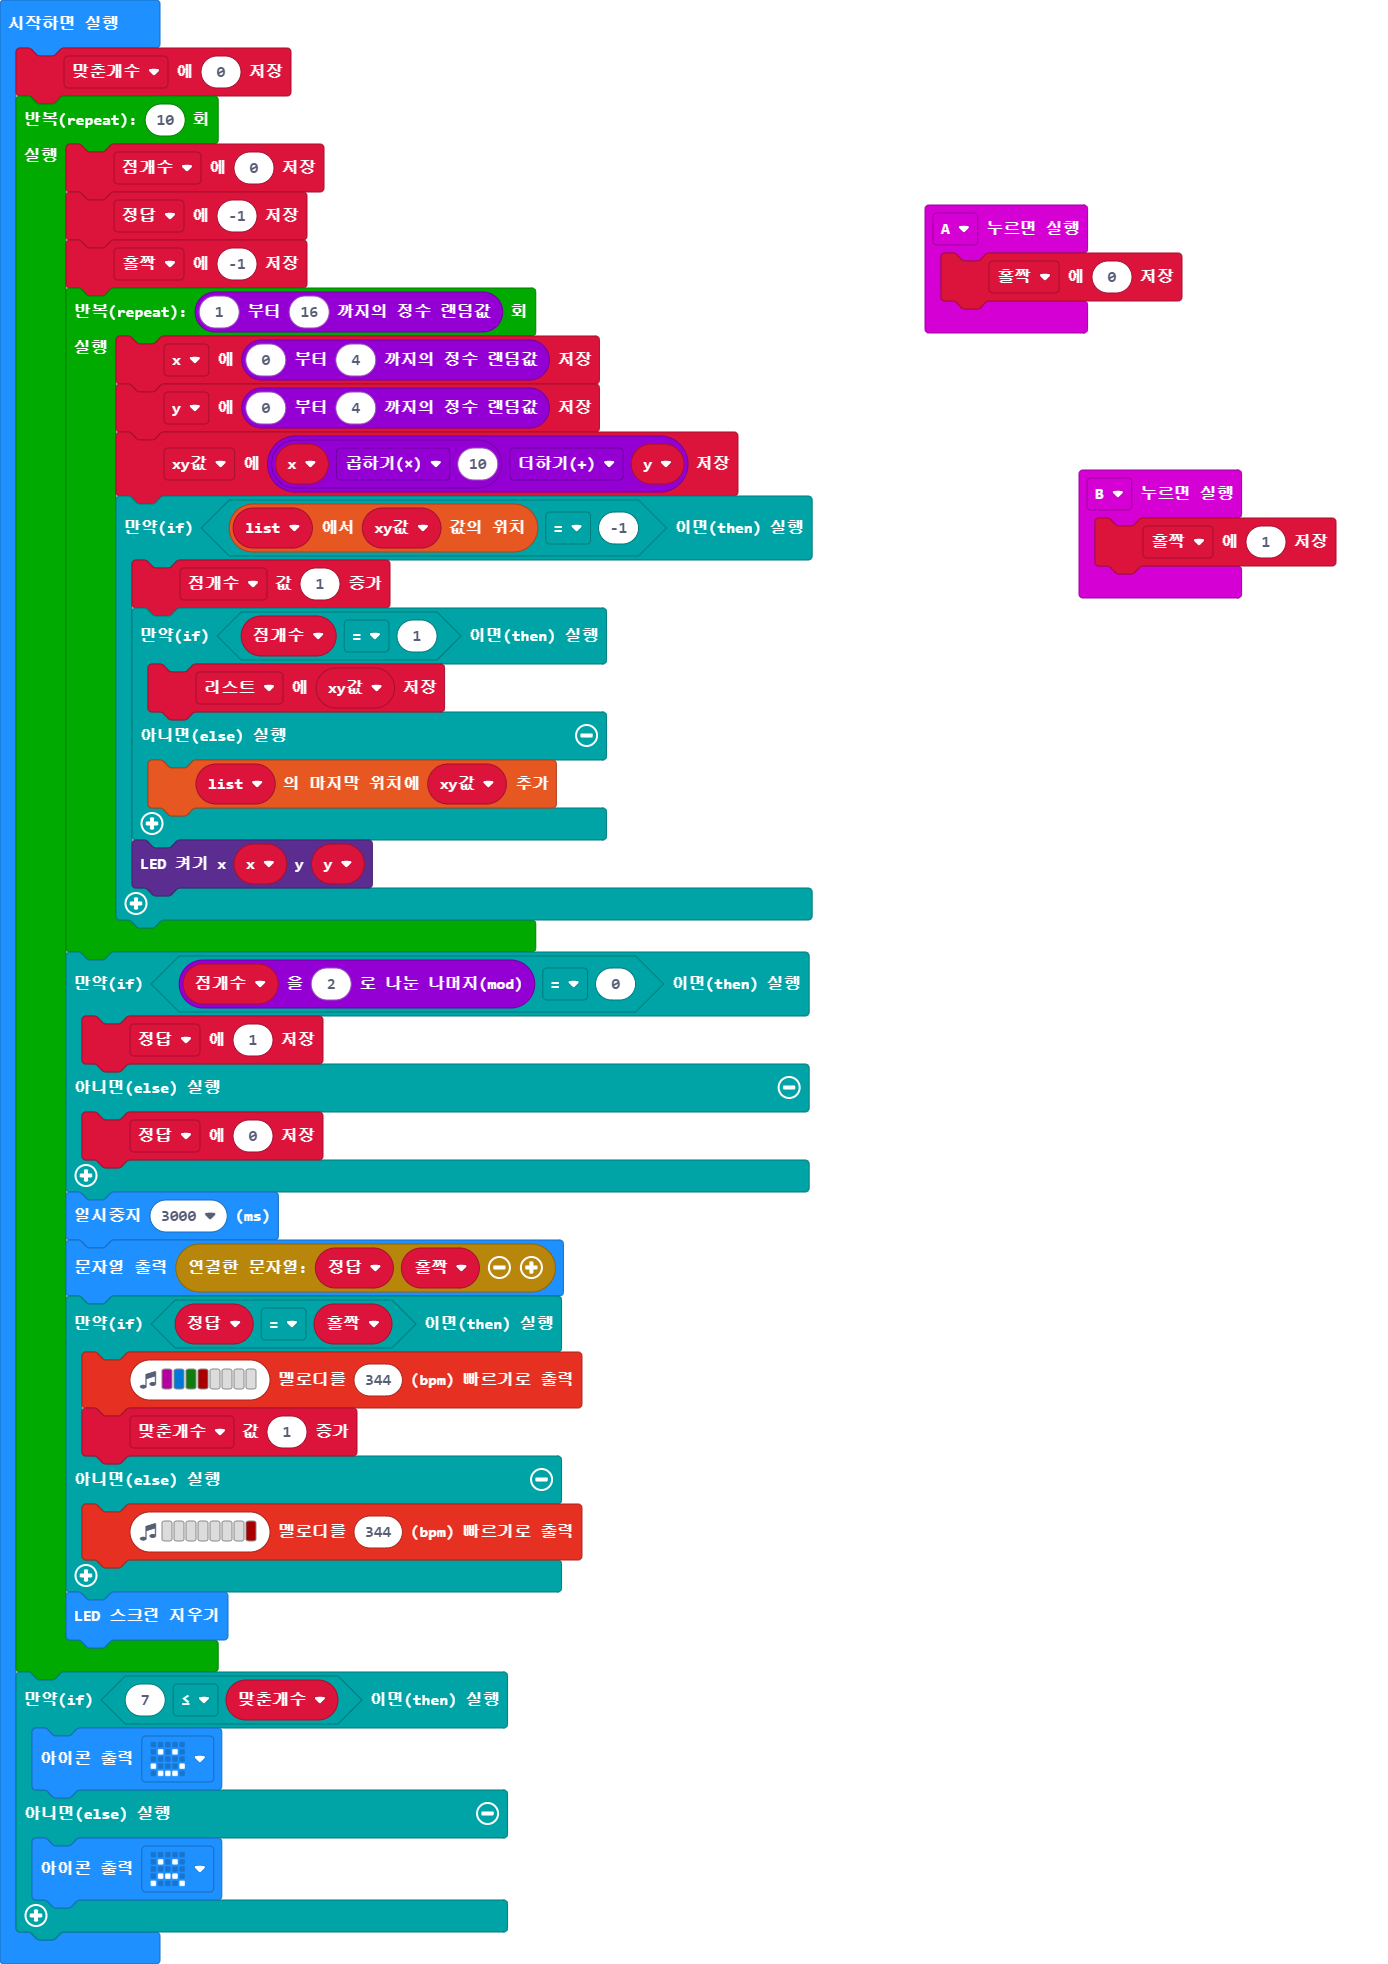 시작하면 실행
맞춘개수 에 0 저장
반복(repeat): 10 회
실행
점개수 에 0 저장
정답 에 -1 저장
홀짝 에 -1 저장
반복(repeat): 1 부터 16 까지의 정수 랜덤값 회
실행
x 에 0 부터 4 까지의 정수 랜덤값 저장
y 에 0 부터 4 까지의 정수 랜덤값 저장
xy값 에 x 곱하기(×) 10 더하기(+) y 저장
만약(if) list 에서 xy값 값의 위치 = -1 이면(then) 실행
점개수 값 1 증가
만약(if) 점개수 = 1 이면(then) 실행
리스트 에 xy값 저장
아니면(else) 실행
list 의 마지막 위치에 xy값 추가
LED 켜기 x x y y
만약(if) 점개수 을 2 로 나눈 나머지(mod) = 0 이면(then) 실행
정답 에 1 저장
아니면(else) 실행
정답 에 0 저장
일시중지 3000 (ms)
문자열 출력 연결한 문자열: 정답 홀짝
만약(if) 정답 = 홀짝 이면(then) 실행
멜로디를 344 (bpm) 빠르기로 출력
맞춘개수 값 1 증가
아니면(else) 실행
멜로디를 344 (bpm) 빠르기로 출력
LED 스크린 지우기
만약(if) 7 ≤ 맞춘개수 이면(then) 실행
아이콘 출력
아니면(else) 실행
아이콘 출력
A 누르면 실행
홀짝 에 0 저장
B 누르면 실행
홀짝 에 1 저장